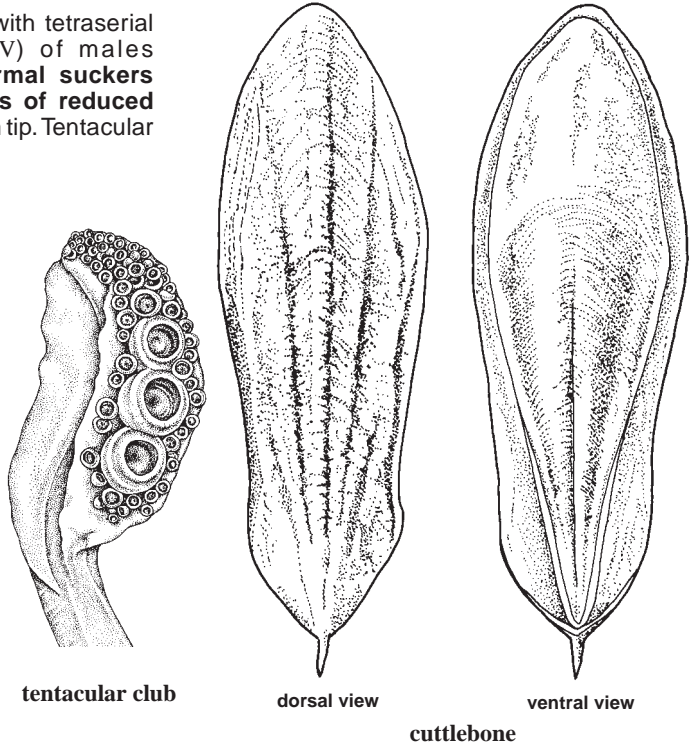 with tetraserial
V) of males
rmal suckers
s of reduced
tip. Tentacular
tentacular club
dorsal view
ventral view
cuttlebone